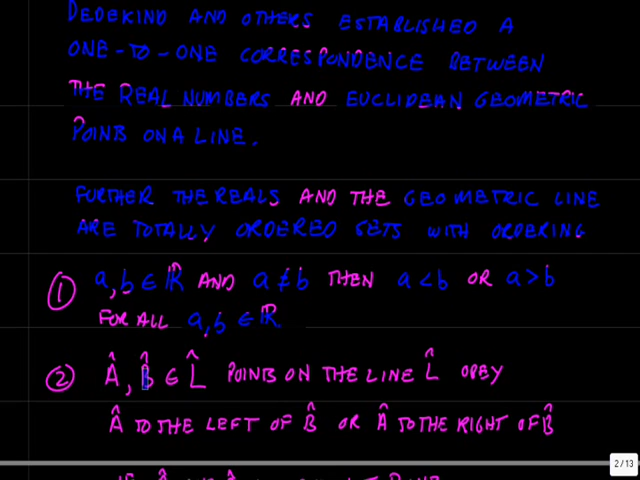 DEDEKIND AND OTHERS ESTABLISHED A
ONE-TO-ONE CORRESPONDENCE BETWEEN
THE REAL NUMBERS AND EUCLIDEAN GEOMETRIC
POINTS ON A LINE.
FURTHER THE REALS AND THE GEOMETRIC LINE
ARE TOTALLY ORDERED SETS WITH ORDERING
① a, b ∈ ℝ AND a ≠ b THEN a < b OR a > b
FOR ALL a, b ∈ ℝ.
② Â, B̂ ∈ L̂ POINTS ON THE LINE L̂ OBEY
Â TO THE LEFT OF B̂ OR Â TO THE RIGHT OF B̂
2/13